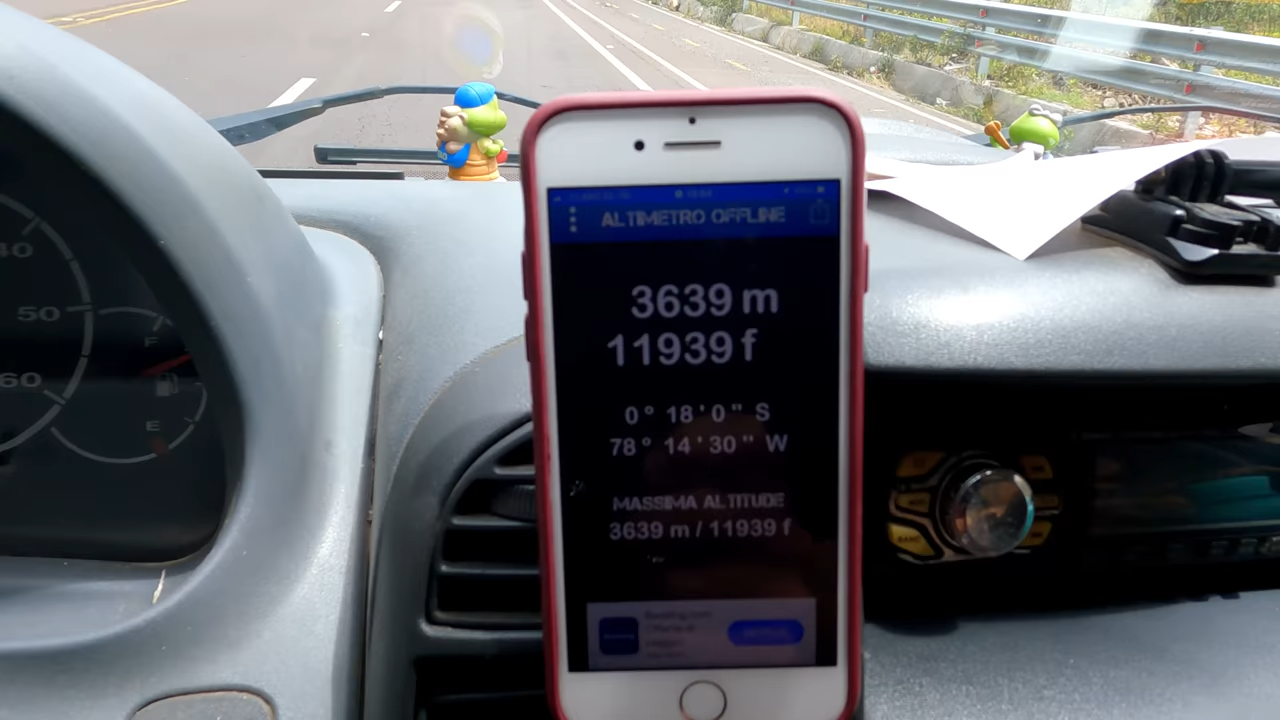 ALTIMETRO OFFLINE
3639 m
11939 f
0° 18' 0" S
78° 14' 30" W
MASSIMA ALTITUDE
3639 m / 11939 f
50
60
F
E